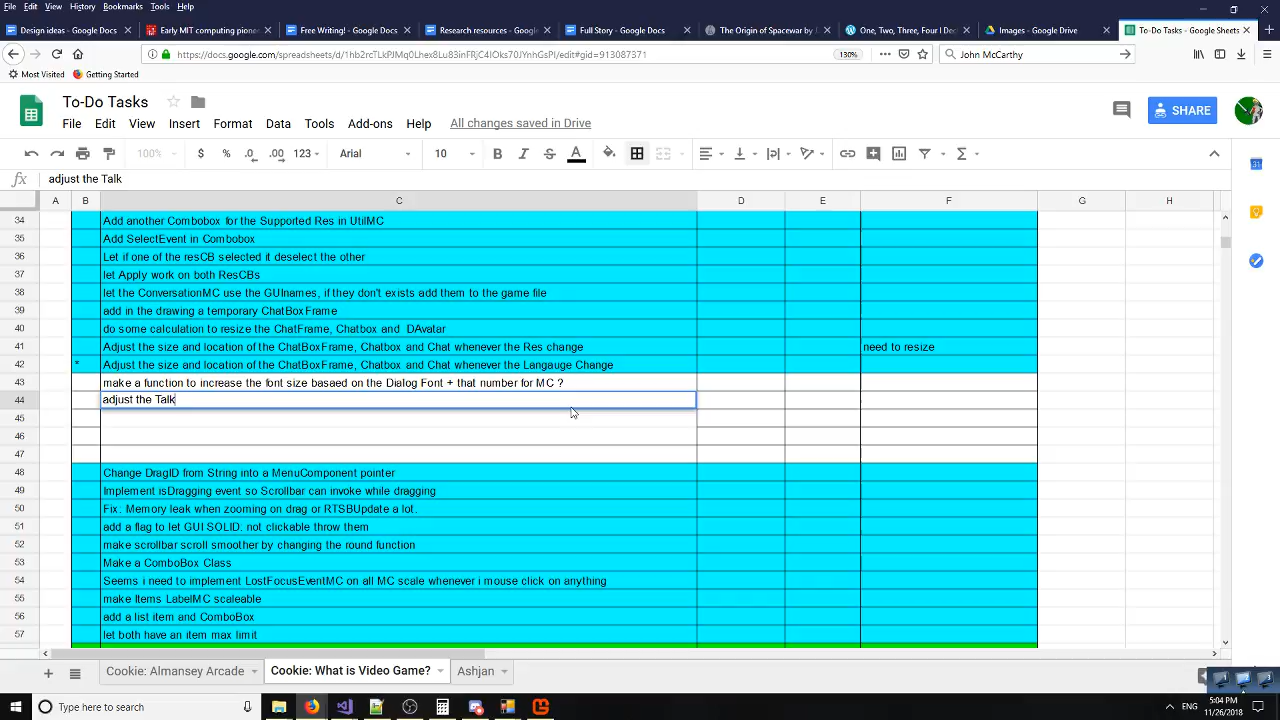 File Edit View History Bookmarks Tools Help
Design ideas - Google Docs
Early MIT computing pionee
Free Writing! - Google Docs
Research resources - Google
Full Story - Google Docs
The Origin of Spacewar by J
One, Two, Three, Four I Dec
Images - Google Drive
To-Do Tasks - Google Sheets
130%
John McCarthy
Most Visited Getting Started
To-Do Tasks
File Edit View Insert Format Data Tools Add-ons Help All changes saved in Drive
SHARE
100% $ % .0 .00 123 Arial 10 B I S A Σ
31
fx adjust the Talk
A B C D E F G H
34 Add another Combobox for the Supported Res in UtilMC
35 Add SelectEvent in Combobox
36 Let if one of the resCB selected it deselect the other
37 let Apply work on both ResCBs
38 let the ConversationMC use the GUInames, if they don't exists add them to the game file
39 add in the drawing a temporary ChatBoxFrame
40 do some calculation to resize the ChatFrame, Chatbox and DAvatar
41 Adjust the size and location of the ChatBoxFrame, Chatbox and Chat whenever the Res change need to resize
42 * Adjust the size and location of the ChatBoxFrame, Chatbox and Chat whenever the Langauge Change
43 make a function to increase the font size basaed on the Dialog Font + that number for MC ?
44 adjust the Talk
45
46
47
48 Change DragID from String into a MenuComponent pointer
49 Implement isDragging event so Scrollbar can invoke while dragging
50 Fix: Memory leak when zooming on drag or RTSBUpdate a lot.
51 add a flag to let GUI SOLID: not clickable throw them
52 make scrollbar scroll smoother by changing the round function
53 Make a ComboBox Class
54 Seems i need to implement LostFocusEventMC on all MC scale whenever i mouse click on anything
55 make Items LabelMC scaleable
56 add a list item and ComboBox
57 let both have an item max limit
Cookie: Almansey Arcade Cookie: What is Video Game? Ashjan
Type here to search
ENG
5:04 PM
11/26/2018